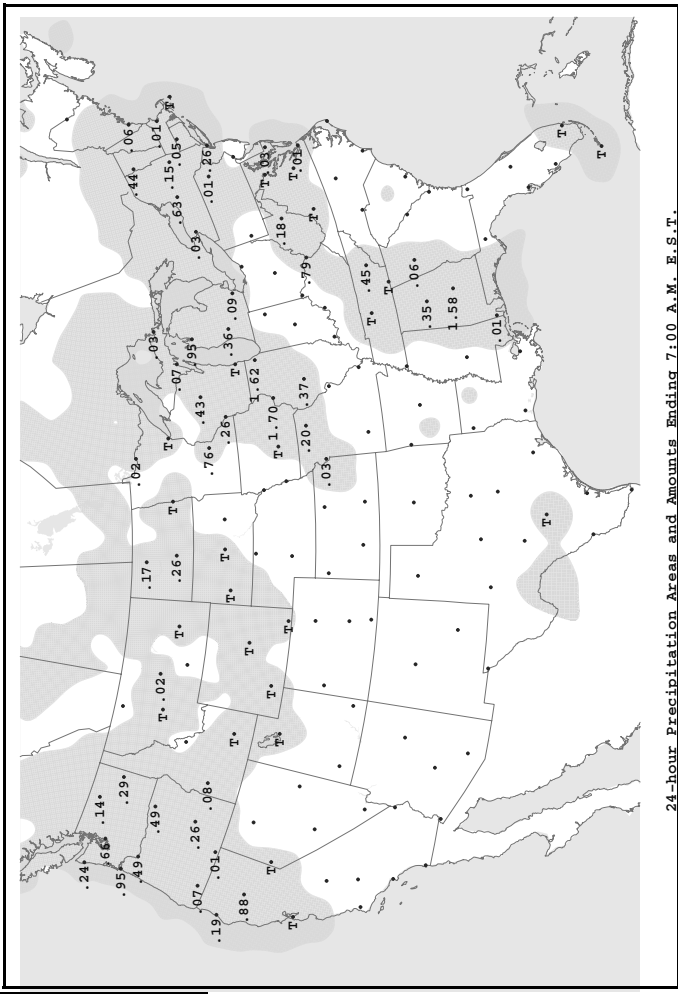 .24
.14
.66
.95
.29
.49
.02
.44
.06
.49
.17
.03
.01
T
.02
T
.15
T
T
.26
T
.07
.95
.63
.05
.07
.26
.43
.03
.26
.19
.01
.08
.76
.01
T
T
T
.26
.36
.09
.88
T
1.62
T
T
T
T
T
1.70
.18
T
.03
T
T
.20
.37
.79
T
T
.01
.03
T
.45
T
.06
.35
1.58
.01
T
T
T
24-hour Precipitation Areas and Amounts Ending 7:00 A.M. E.S.T.